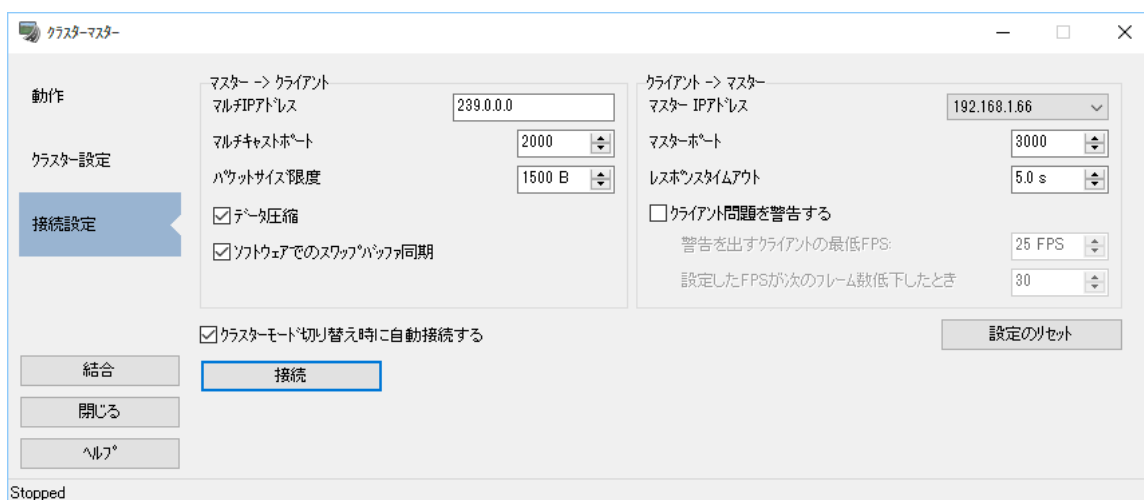 クラスターマスター
動作
クラスター設定
接続設定
結合
閉じる
ヘルプ
マスター -> クライアント
マルチIPアドレス 239.0.0.0
マルチキャストポート 2000
パケットサイズ限度 1500 B
データ圧縮
ソフトウェアでのスワップバッファ同期
クライアント -> マスター
マスター IPアドレス 192.168.1.66
マスターポート 3000
レスポンスタイムアウト 5.0 s
クライアント問題を警告する
警告を出すクライアントの最低FPS: 25 FPS
設定したFPSが次のフレーム数低下したとき 30
クラスターモード切り替え時に自動接続する
設定のリセット
接続
Stopped